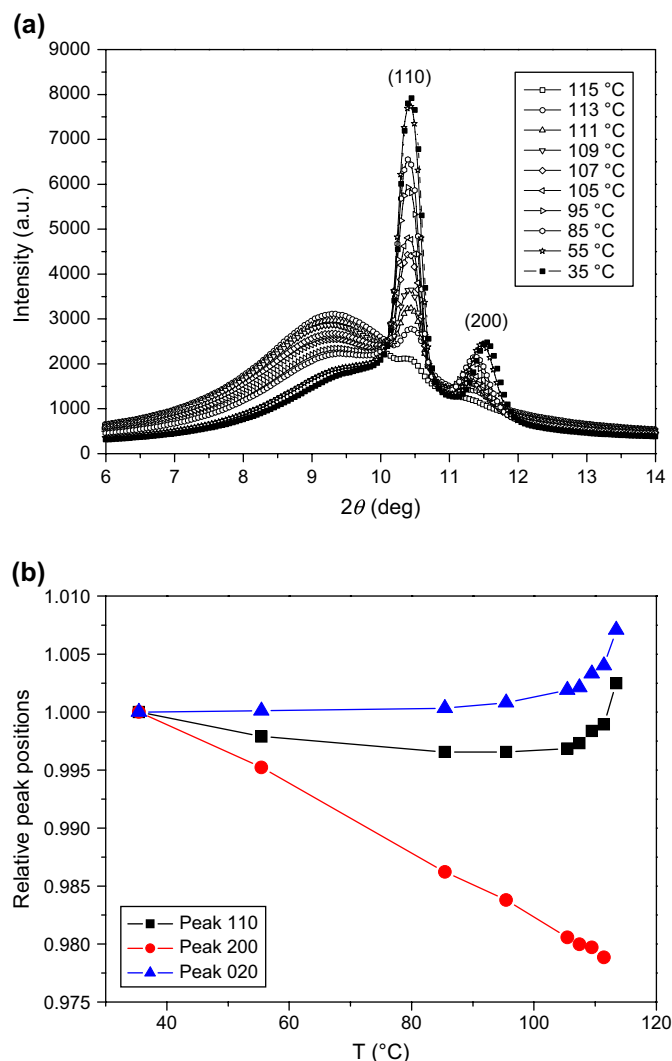 (a)
9000
8000
7000
6000
5000
4000
3000
2000
1000
0
Intensity (a.u.)
(110)
(200)
115 °C
113 °C
111 °C
109 °C
107 °C
105 °C
95 °C
85 °C
55 °C
35 °C
6 7 8 9 10 11 12 13 14
2θ (deg)
(b)
1.010
1.005
1.000
0.995
0.990
0.985
0.980
0.975
Relative peak positions
Peak 110
Peak 200
Peak 020
40 60 80 100 120
T (°C)